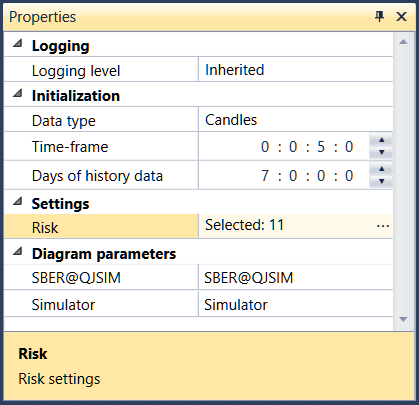 Properties
Logging
Logging level Inherited
Initialization
Data type Candles
Time-frame 0 : 0 : 5 : 0
Days of history data 7 : 0 : 0 : 0
Settings
Risk Selected: 11 ...
Diagram parameters
SBER@QJSIM SBER@QJSIM
Simulator Simulator
Risk
Risk settings